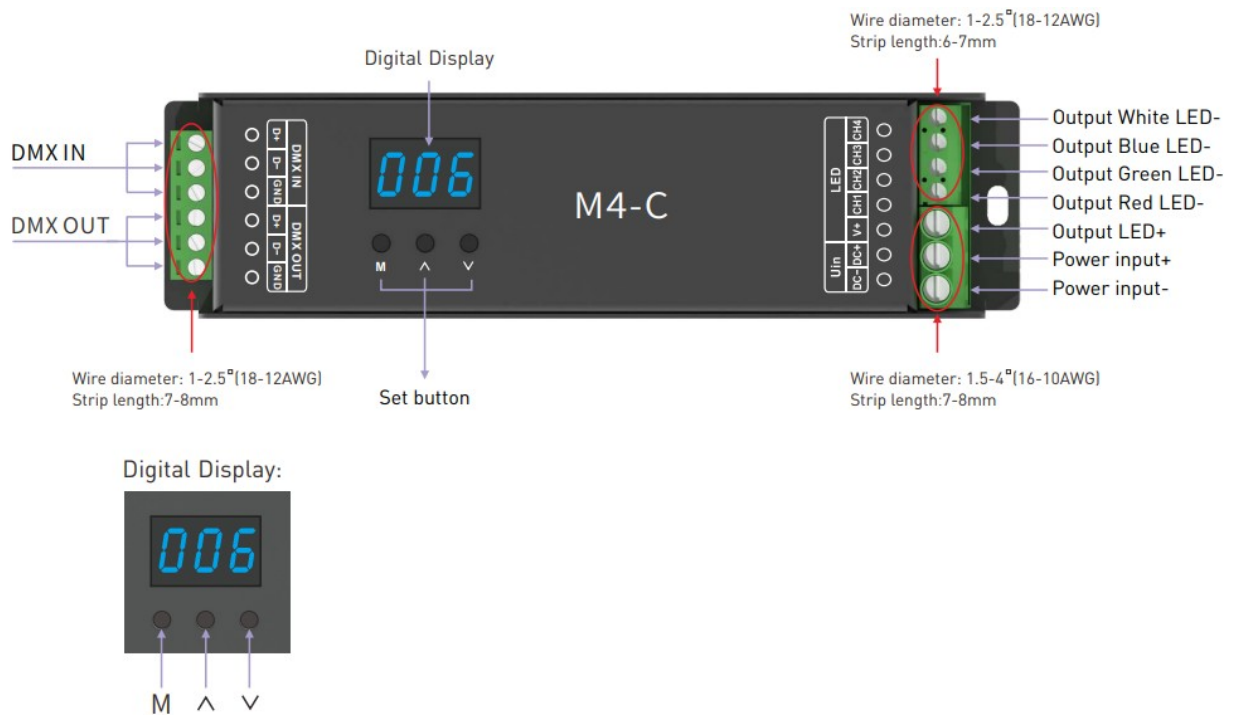 Wire diameter: 1-2.5□(18-12AWG)
Strip length:6-7mm
Digital Display
DMX IN
DMX OUT
D+
D-
GND
D+
D-
GND
DMX IN
DMX OUT
006
M ∧ ∨
M4-C
LED
Uin
CH4
CH3
CH2
CH1
V+
DC+
DC-
Output White LED-
Output Blue LED-
Output Green LED-
Output Red LED-
Output LED+
Power input+
Power input-
Wire diameter: 1-2.5□(18-12AWG)
Strip length:7-8mm
Set button
Wire diameter: 1.5-4□(16-10AWG)
Strip length:7-8mm
Digital Display:
006
M ∧ ∨